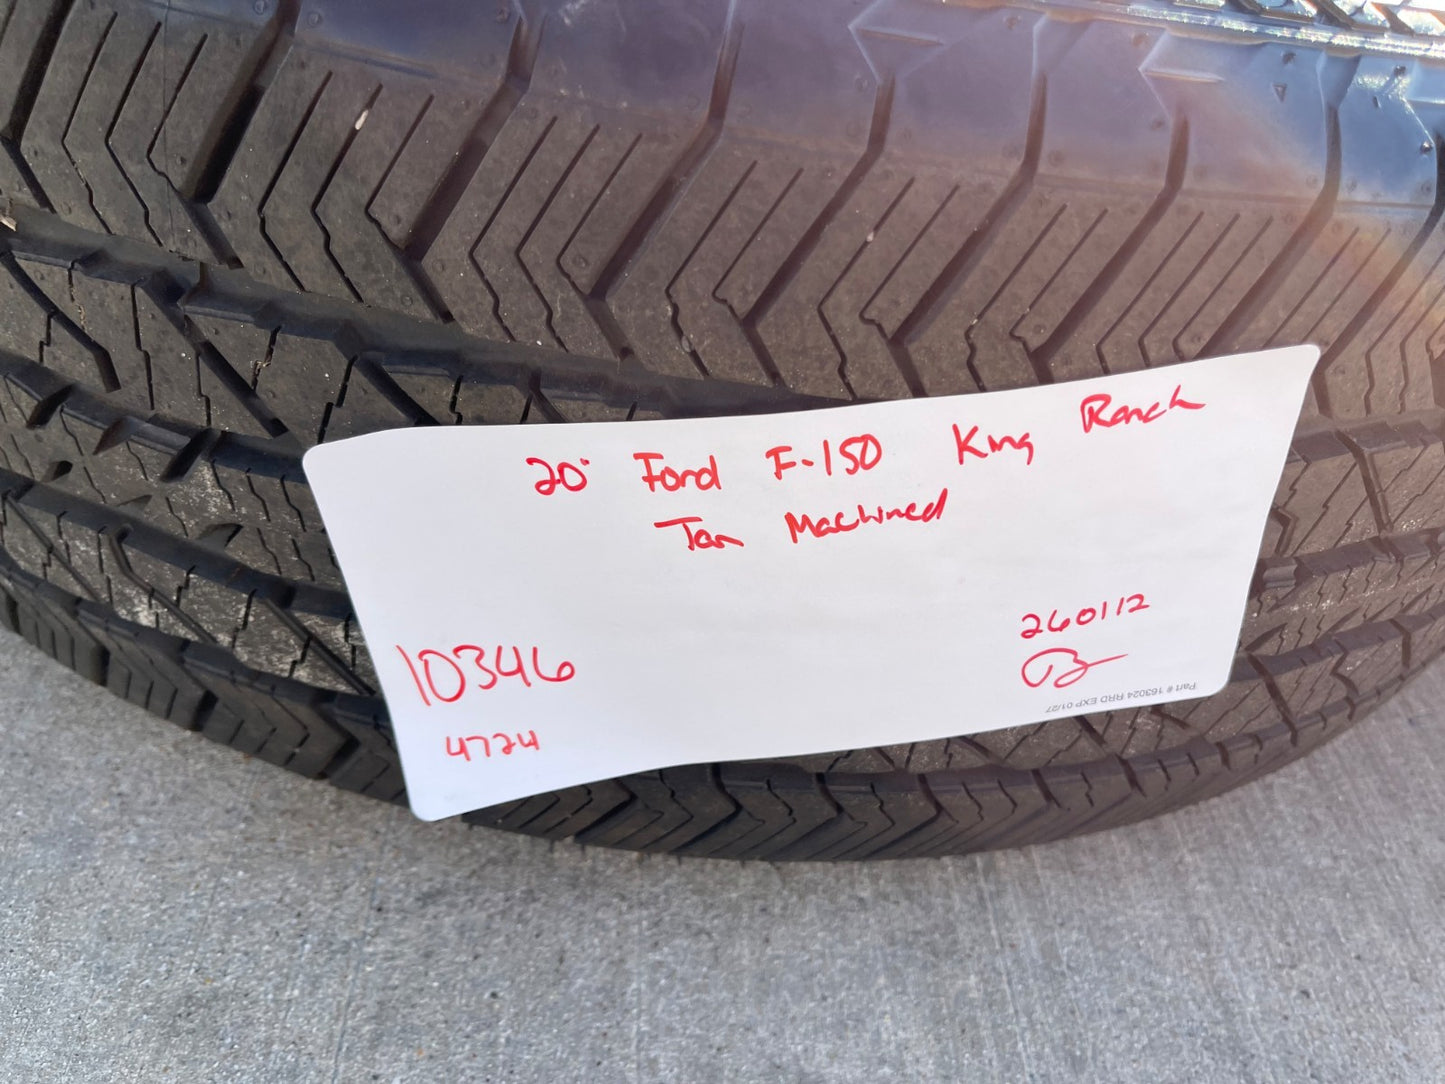 20" Ford F-150 King Ranch
Tan Machined
10346
4724
260112
Part # 163024 RRD EXP 01/27